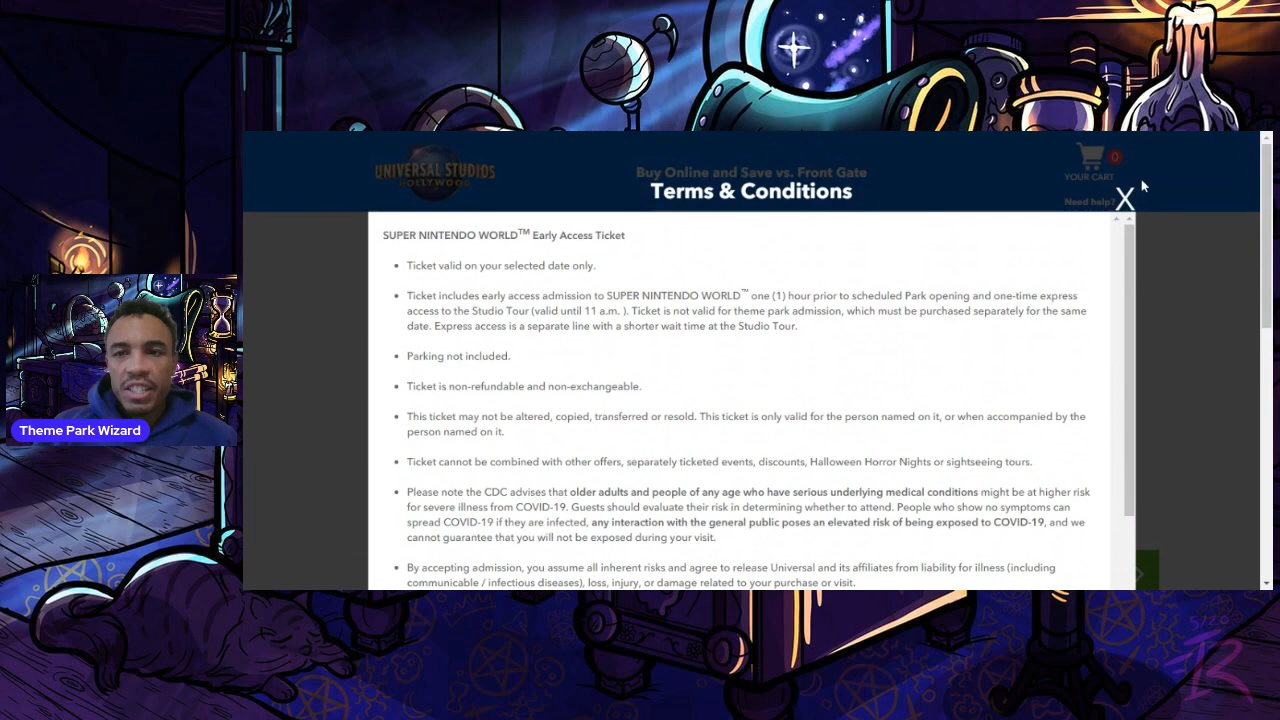 UNIVERSAL STUDIOS
HOLLYWOOD
Buy Online and Save vs. Front Gate
Terms & Conditions
0
YOUR CART
Need help?
X
SUPER NINTENDO WORLD™ Early Access Ticket
• Ticket valid on your selected date only.
• Ticket includes early access admission to SUPER NINTENDO WORLD™ one (1) hour prior to scheduled Park opening and one-time express
access to the Studio Tour (valid until 11 a.m. ). Ticket is not valid for theme park admission, which must be purchased separately for the same
date. Express access is a separate line with a shorter wait time at the Studio Tour.
• Parking not included.
• Ticket is non-refundable and non-exchangeable.
• This ticket may not be altered, copied, transferred or resold. This ticket is only valid for the person named on it, or when accompanied by the
person named on it.
• Ticket cannot be combined with other offers, separately ticketed events, discounts, Halloween Horror Nights or sightseeing tours.
• Please note the CDC advises that older adults and people of any age who have serious underlying medical conditions might be at higher risk
for severe illness from COVID-19. Guests should evaluate their risk in determining whether to attend. People who show no symptoms can
spread COVID-19 if they are infected, any interaction with the general public poses an elevated risk of being exposed to COVID-19, and we
cannot guarantee that you will not be exposed during your visit.
• By accepting admission, you assume all inherent risks and agree to release Universal and its affiliates from liability for illness (including
communicable / infectious diseases), loss, injury, or damage related to your purchase or visit.
Theme Park Wizard